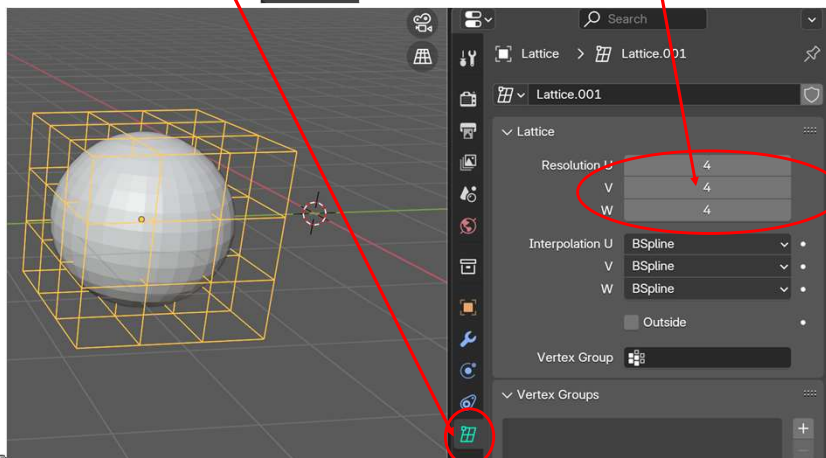 Search
Lattice > Lattice.001
Lattice.001
Lattice
Resolution U 4
V 4
W 4
Interpolation U BSpline
V BSpline
W BSpline
Outside
Vertex Group
Vertex Groups